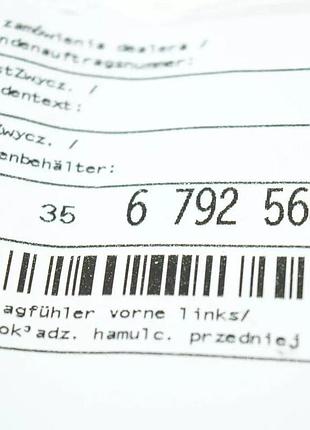 zamówienia dealera /
ndenauftragsnummer:
stZwycz. /
dentext:
Zwycz. /
enbehälter:
35 6 792 56
agfühler vorne links/
ok³adz. hamulc. przedniej